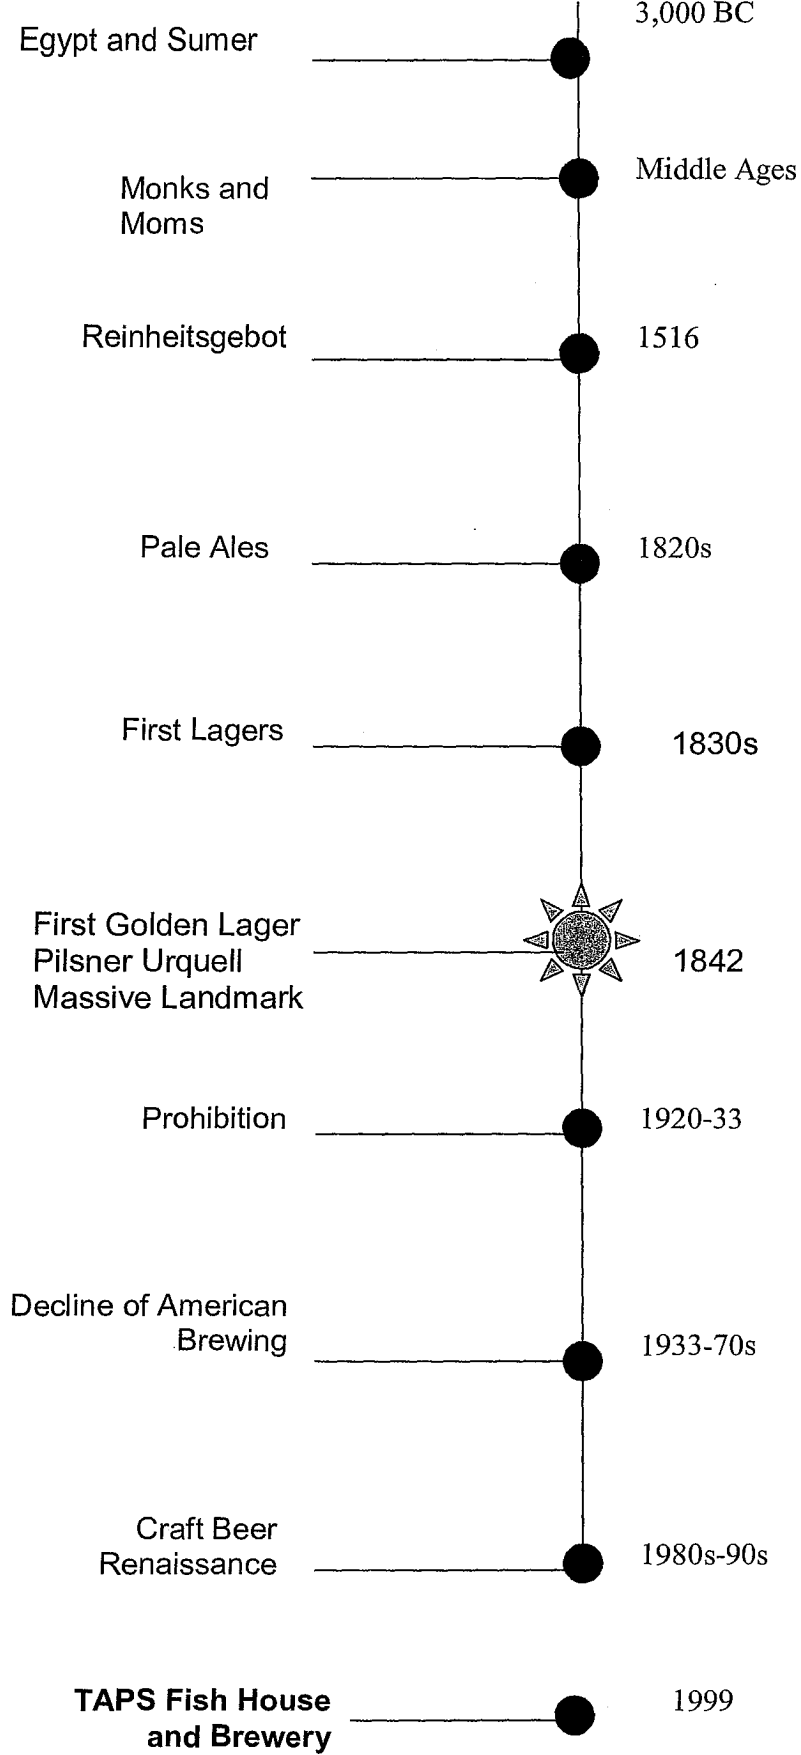 3,000 BC
Egypt and Sumer
Middle Ages
Monks and
Moms
Reinheitsgebot
1516
Pale Ales
1820s
First Lagers
1830s
First Golden Lager
Pilsner Urquell
Massive Landmark
1842
Prohibition
1920-33
Decline of American
Brewing
1933-70s
Craft Beer
Renaissance
1980s-90s
TAPS Fish House
and Brewery
1999